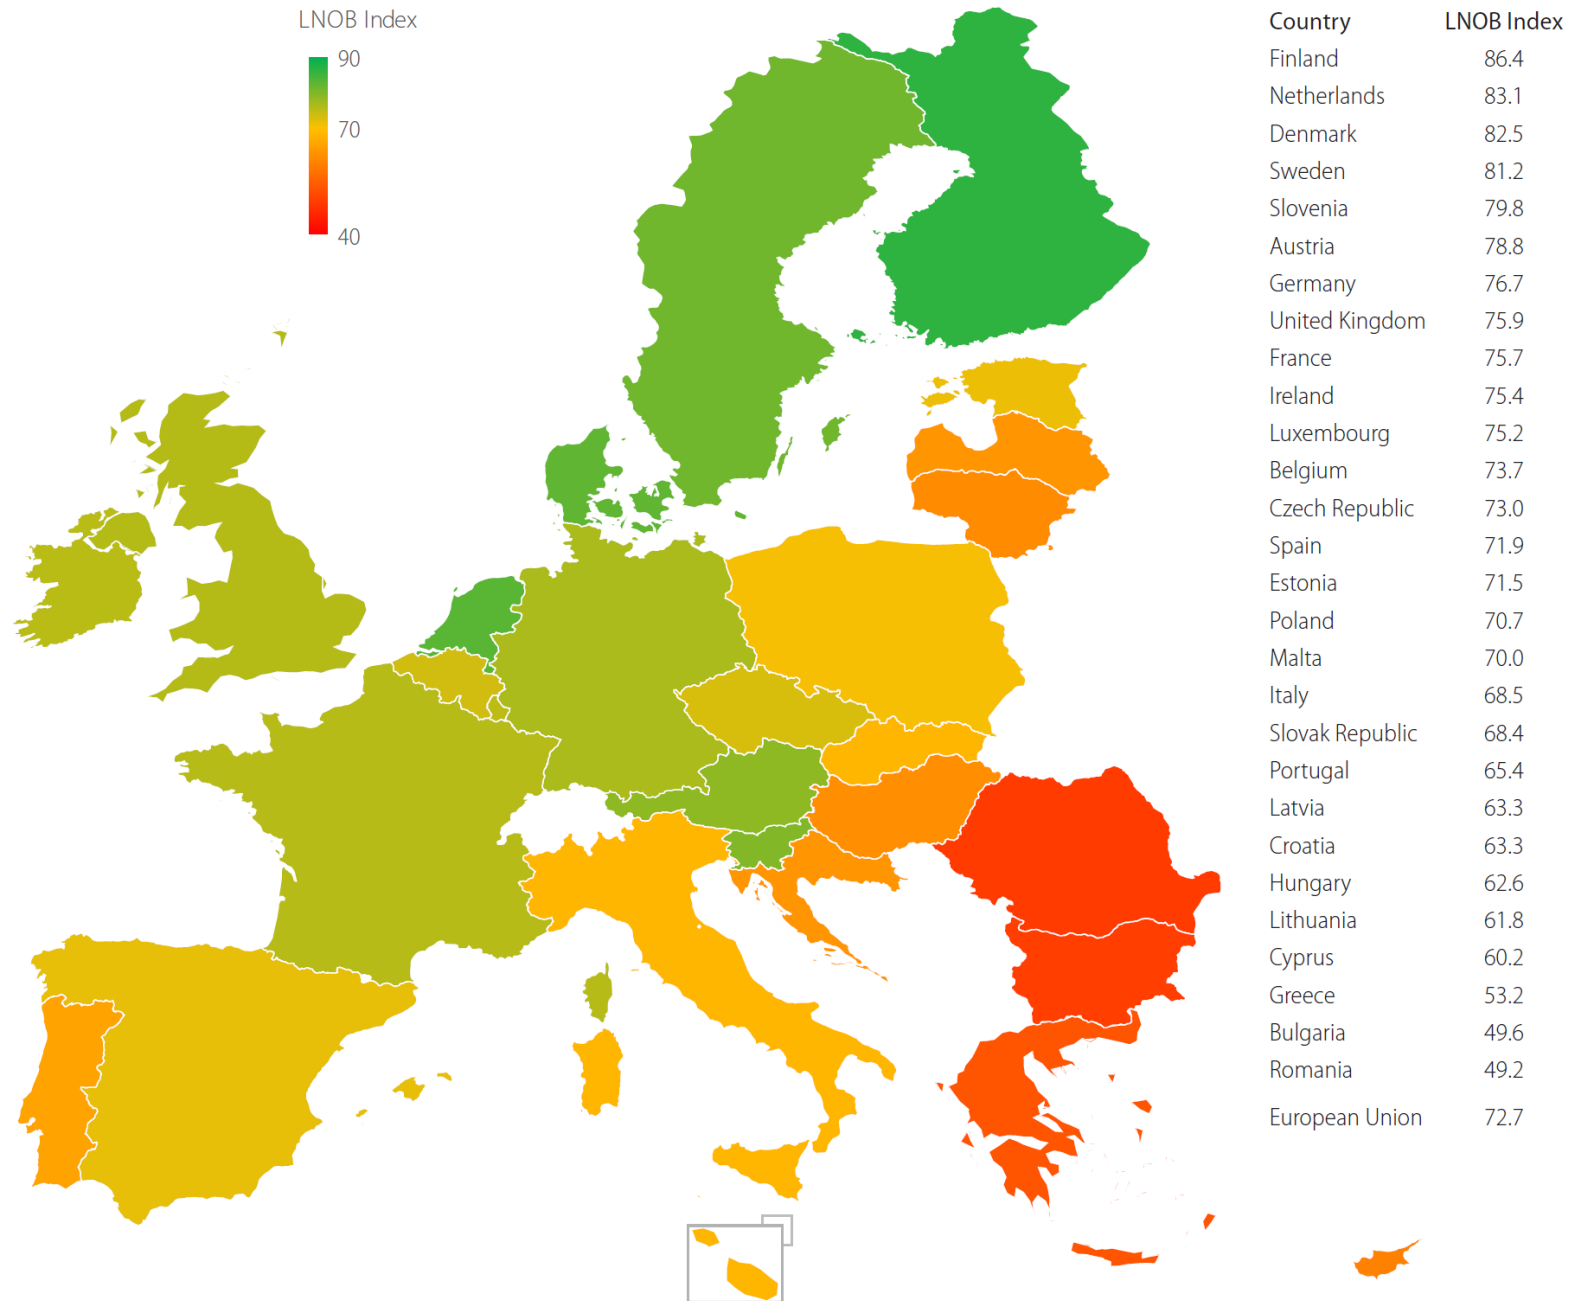 LNOB Index
90
70
40
Country LNOB Index
Finland 86.4
Netherlands 83.1
Denmark 82.5
Sweden 81.2
Slovenia 79.8
Austria 78.8
Germany 76.7
United Kingdom 75.9
France 75.7
Ireland 75.4
Luxembourg 75.2
Belgium 73.7
Czech Republic 73.0
Spain 71.9
Estonia 71.5
Poland 70.7
Malta 70.0
Italy 68.5
Slovak Republic 68.4
Portugal 65.4
Latvia 63.3
Croatia 63.3
Hungary 62.6
Lithuania 61.8
Cyprus 60.2
Greece 53.2
Bulgaria 49.6
Romania 49.2
European Union 72.7